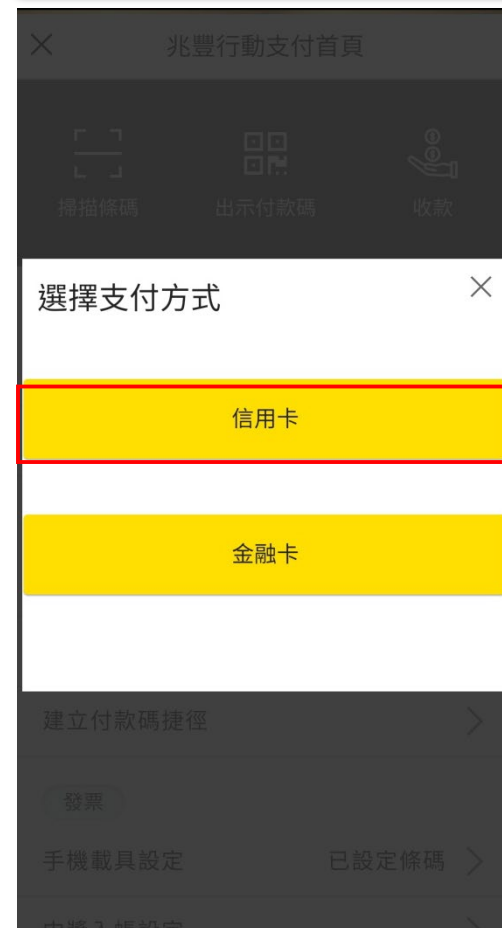 兆豐行動支付首頁
掃描條碼
出示付款碼
收款
選擇支付方式
信用卡
金融卡
建立付款碼捷徑
發票
手機載具設定 已設定條碼